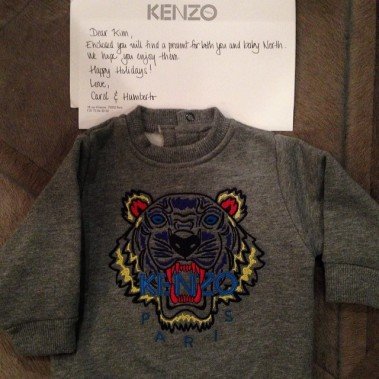 KENZO
Dear Kim,
Enclosed you will find a present for both you and baby North.
We hope you enjoy them
Happy Holidays!
Love,
Carol & Humberto
KENZO
PARIS